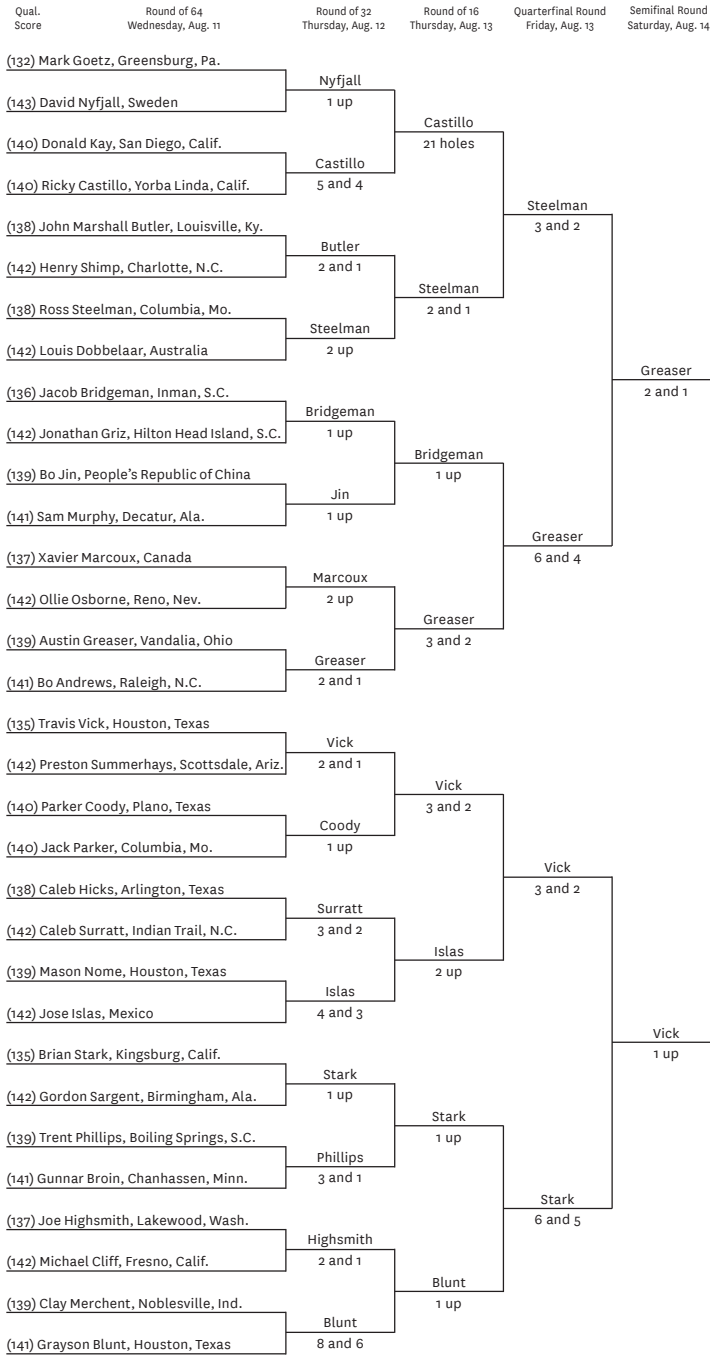 Qual.
Score
Round of 64
Wednesday, Aug. 11
Round of 32
Thursday, Aug. 12
Round of 16
Thursday, Aug. 13
Quarterfinal Round
Friday, Aug. 13
Semifinal Round
Saturday, Aug. 14
(132) Mark Goetz, Greensburg, Pa.
(143) David Nyfjall, Sweden
(140) Donald Kay, San Diego, Calif.
(140) Ricky Castillo, Yorba Linda, Calif.
(138) John Marshall Butler, Louisville, Ky.
(142) Henry Shimp, Charlotte, N.C.
(138) Ross Steelman, Columbia, Mo.
(142) Louis Dobbelaar, Australia
(136) Jacob Bridgeman, Inman, S.C.
(142) Jonathan Griz, Hilton Head Island, S.C.
(139) Bo Jin, People's Republic of China
(141) Sam Murphy, Decatur, Ala.
(137) Xavier Marcoux, Canada
(142) Ollie Osborne, Reno, Nev.
(139) Austin Greaser, Vandalia, Ohio
(141) Bo Andrews, Raleigh, N.C.
(135) Travis Vick, Houston, Texas
(142) Preston Summerhays, Scottsdale, Ariz.
(140) Parker Coody, Plano, Texas
(140) Jack Parker, Columbia, Mo.
(138) Caleb Hicks, Arlington, Texas
(142) Caleb Surratt, Indian Trail, N.C.
(139) Mason Nome, Houston, Texas
(142) Jose Islas, Mexico
(135) Brian Stark, Kingsburg, Calif.
(142) Gordon Sargent, Birmingham, Ala.
(139) Trent Phillips, Boiling Springs, S.C.
(141) Gunnar Broin, Chanhassen, Minn.
(137) Joe Highsmith, Lakewood, Wash.
(142) Michael Cliff, Fresno, Calif.
(139) Clay Merchent, Noblesville, Ind.
(141) Grayson Blunt, Houston, Texas
Nyfjall
1 up
Castillo
5 and 4
Butler
2 and 1
Steelman
2 up
Bridgeman
1 up
Jin
1 up
Marcoux
2 up
Greaser
2 and 1
Vick
2 and 1
Coody
1 up
Surratt
3 and 2
Islas
4 and 3
Stark
1 up
Phillips
3 and 1
Highsmith
2 and 1
Blunt
8 and 6
Castillo
21 holes
Steelman
2 and 1
Bridgeman
1 up
Greaser
3 and 2
Vick
3 and 2
Islas
2 up
Stark
1 up
Blunt
1 up
Steelman
3 and 2
Greaser
6 and 4
Vick
3 and 2
Stark
6 and 5
Greaser
2 and 1
Vick
1 up